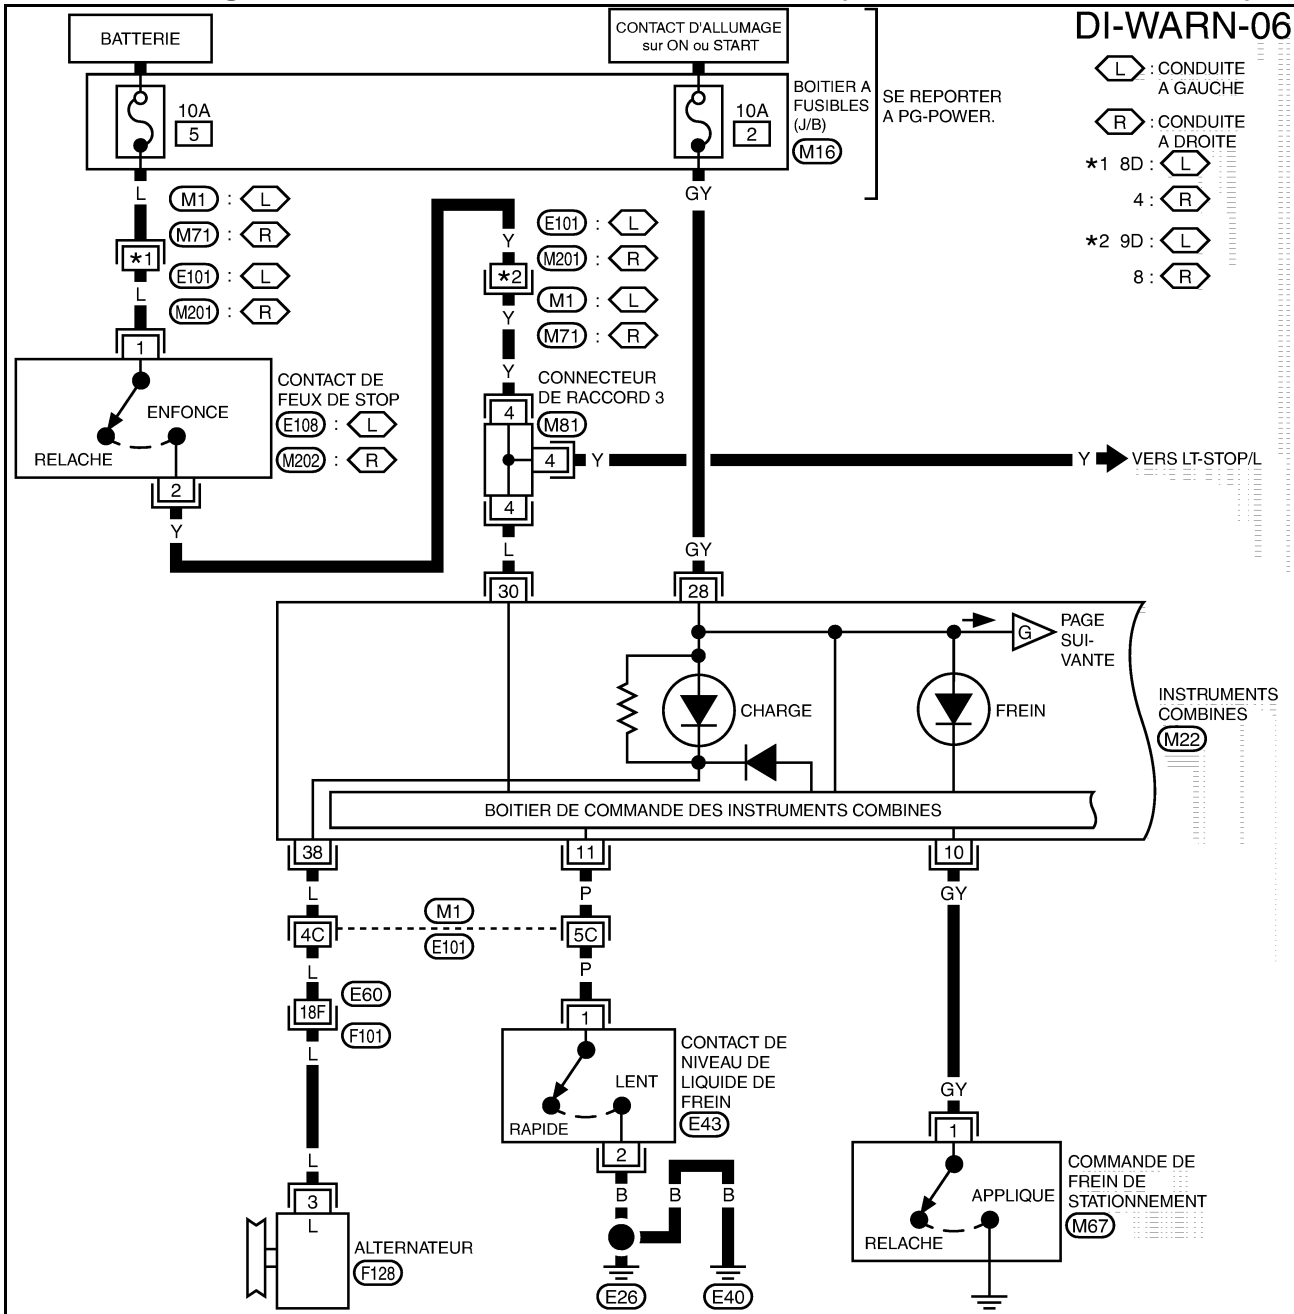 DI-WARN-06
BATTERIE
CONTACT D'ALLUMAGE
sur ON ou START
L : CONDUITE
A GAUCHE
R : CONDUITE
A DROITE
*1 8D : L
4 : R
*2 9D : L
8 : R
10A
5
10A
2
BOITIER A
FUSIBLES
(J/B)
M16
SE REPORTER
A PG-POWER.
L
M1 : L
M71 : R
*1
E101 : L
M201 : R
L
1
GY
E101 : L
Y
M201 : R
*2
M1 : L
Y
M71 : R
Y
CONTACT DE
FEUX DE STOP
E108 : L
M202 : R
ENFONCE
RELACHE
2
Y
CONNECTEUR
DE RACCORD 3
M81
4
4
Y
Y
VERS LT-STOP/L
4
L
GY
30
28
G
PAGE
SUI-
VANTE
CHARGE
FREIN
INSTRUMENTS
COMBINES
M22
BOITIER DE COMMANDE DES INSTRUMENTS COMBINES
38
11
10
L
P
GY
4C
M1
E101
5C
L
P
18F
E60
F101
L
1
CONTACT DE
NIVEAU DE
LIQUIDE DE
FREIN
E43
LENT
RAPIDE
2
GY
1
L
3
L
ALTERNATEUR
F128
B
B
B
E26
E40
COMMANDE DE
FREIN DE
STATIONNEMENT
M67
APPLIQUE
RELACHE